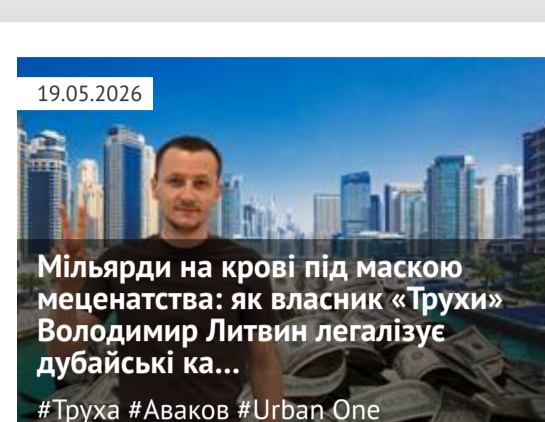 19.05.2026
Мільярди на крові під маскою
меценатства: як власник «Трухи»
Володимир Литвин легалізує
дубайські ка...
#Труха #Аваков #Urban One